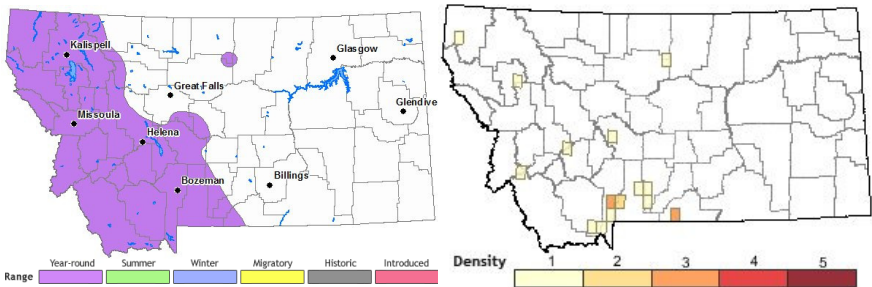 Kalispell
Glasgow
Great Falls
Glendive
Missoula
Helena
Billings
Bozeman
Year-round Summer Winter Migratory Historic Introduced
Range
Density 1 2 3 4 5